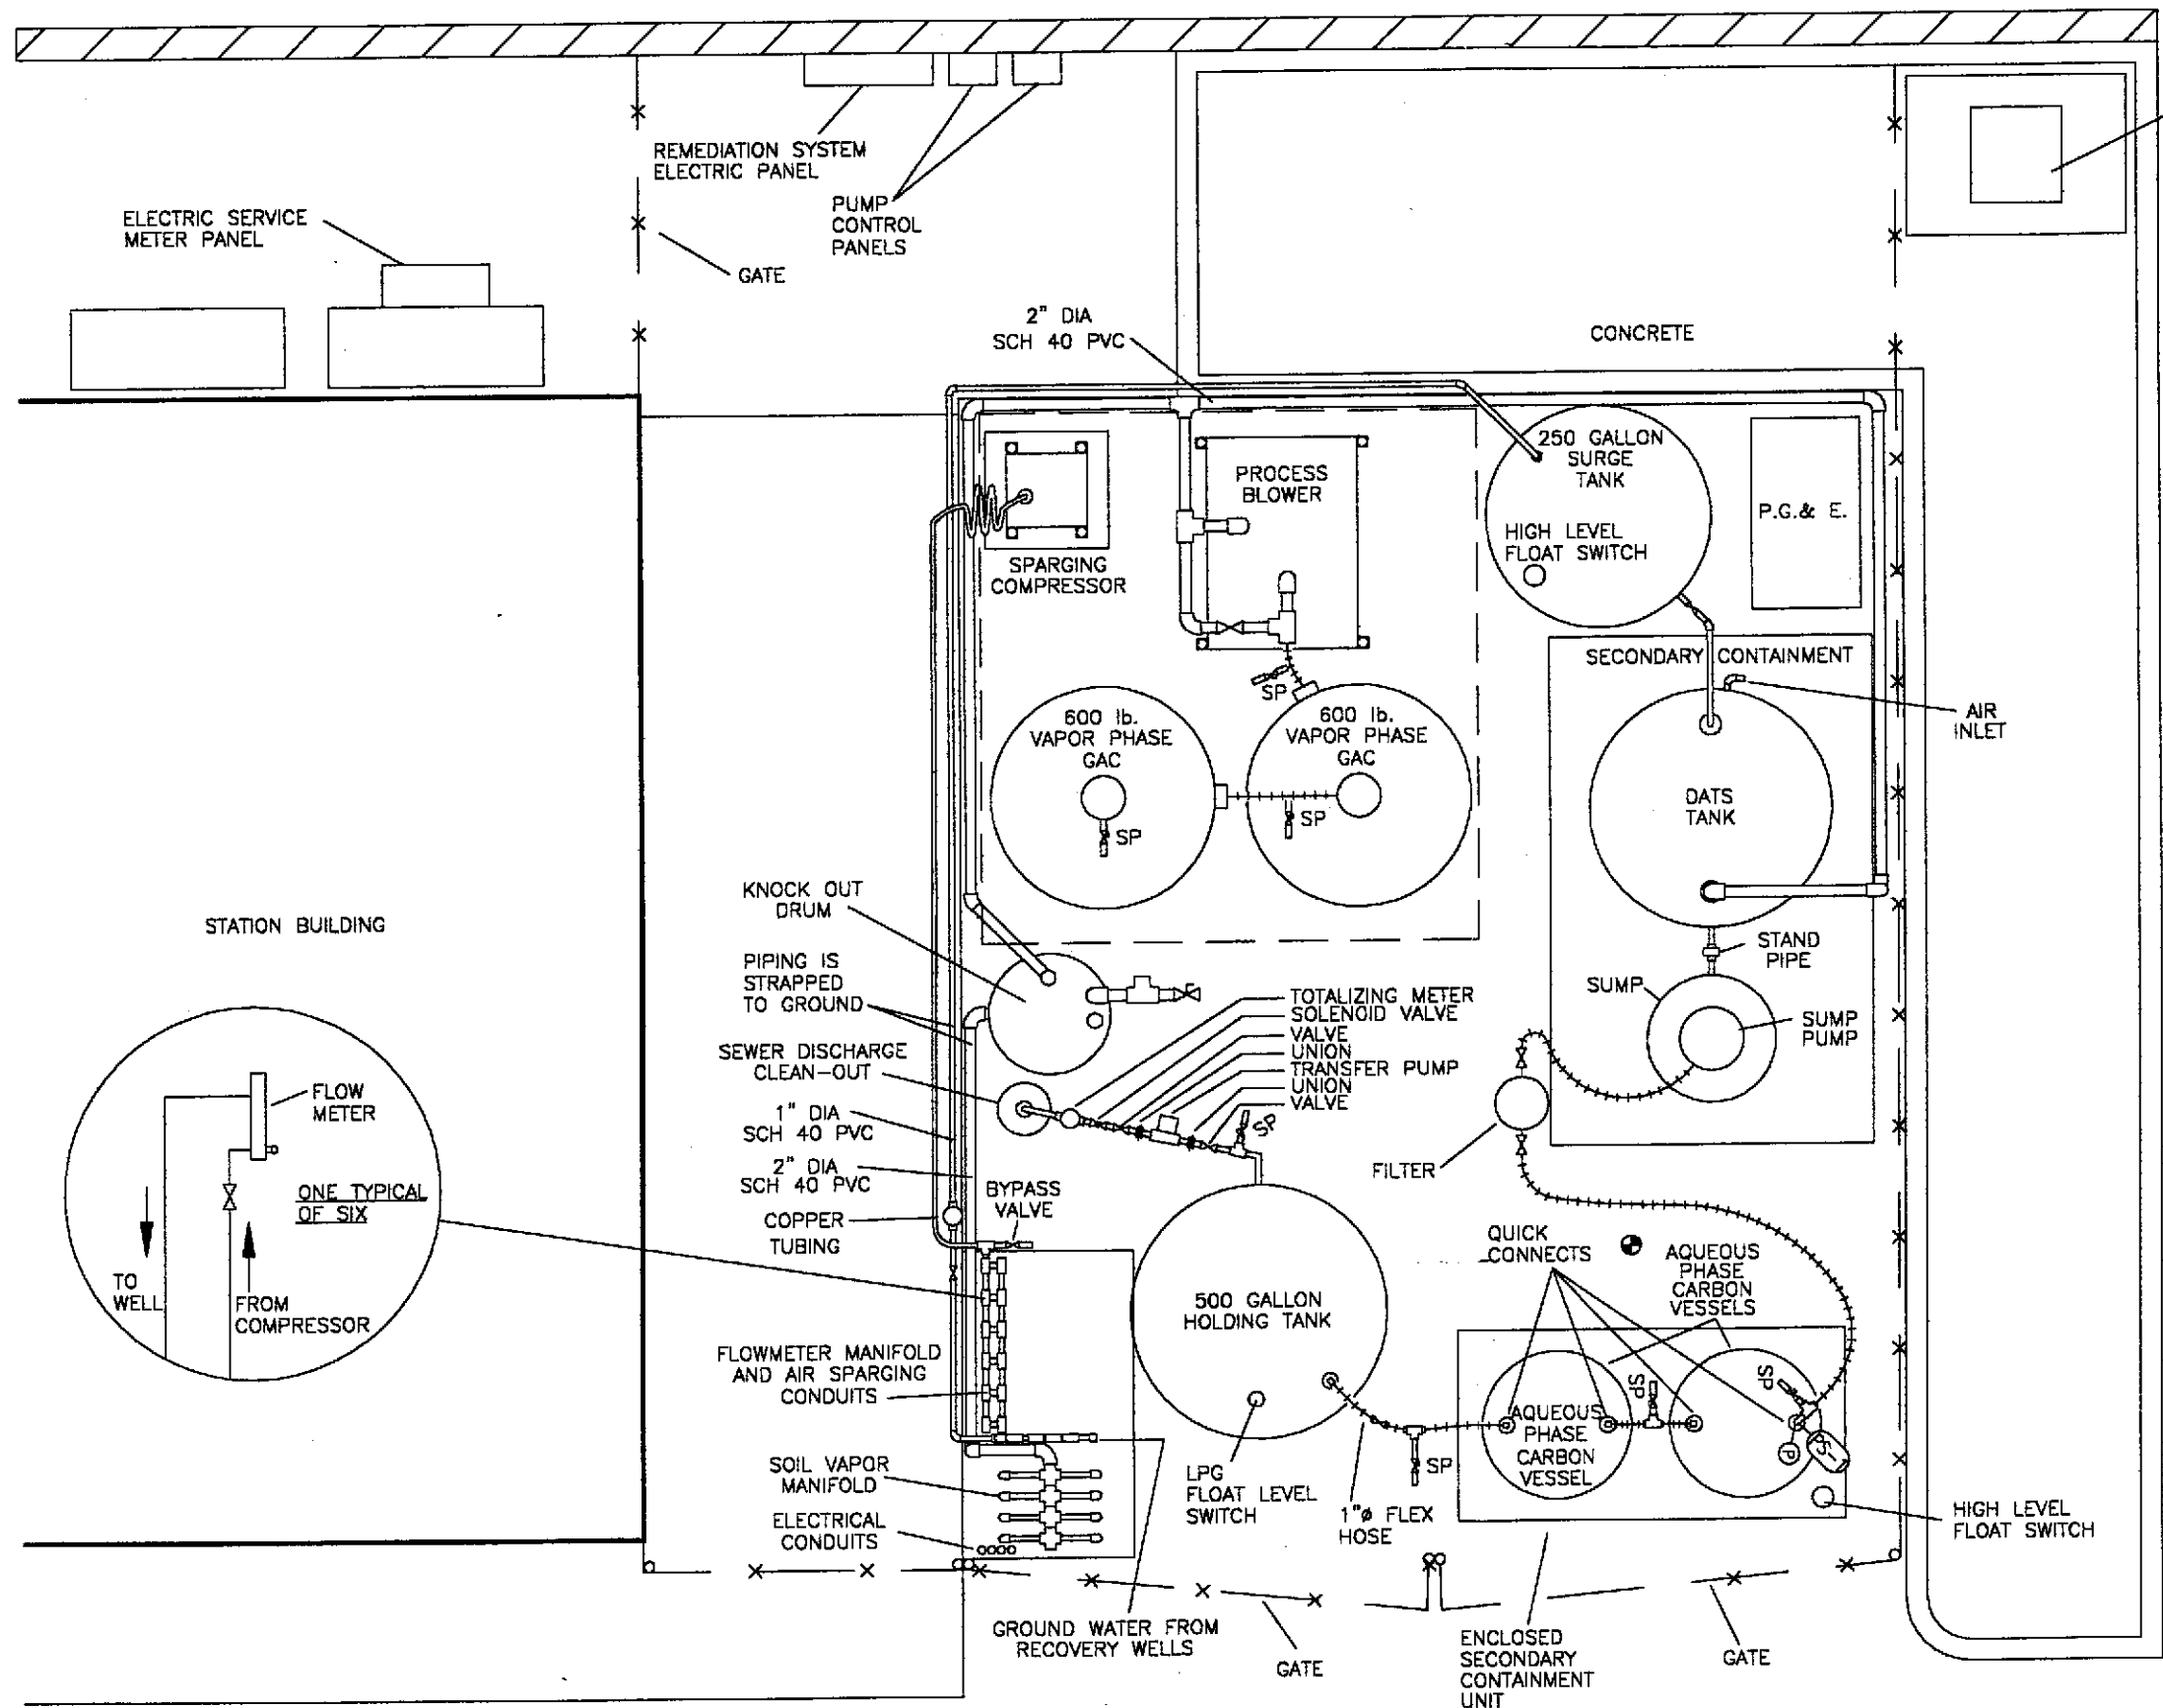 REMEDIATION SYSTEM
ELECTRIC PANEL
PUMP
CONTROL
PANELS
ELECTRIC SERVICE
METER PANEL
GATE
2" DIA
SCH 40 PVC
CONCRETE
250 GALLON
SURGE
TANK
HIGH LEVEL
FLOAT SWITCH
PROCESS
BLOWER
P.G.& E.
SPARGING
COMPRESSOR
SECONDARY CONTAINMENT
SP
AIR
INLET
600 lb.
VAPOR PHASE
GAC
600 lb.
VAPOR PHASE
GAC
SP
SP
DATS
TANK
KNOCK OUT
DRUM
STATION BUILDING
STAND
PIPE
PIPING IS
STRAPPED
TO GROUND
SUMP
SUMP
PUMP
TOTALIZING METER
SOLENOID VALVE
VALVE
UNION
TRANSFER PUMP
UNION
VALVE
SEWER DISCHARGE
CLEAN-OUT
SP
FLOW
METER
1" DIA
SCH 40 PVC
2" DIA
SCH 40 PVC
FILTER
ONE TYPICAL
OF SIX
BYPASS
VALVE
COPPER
TUBING
QUICK
CONNECTS
AQUEOUS
PHASE
CARBON
VESSELS
TO
WELL
FROM
COMPRESSOR
500 GALLON
HOLDING TANK
FLOWMETER MANIFOLD
AND AIR SPARGING
CONDUITS
SP
SP
AQUEOUS
PHASE
CARBON
VESSEL
P
SP
SOIL VAPOR
MANIFOLD
LPG
FLOAT LEVEL
SWITCH
1"ø FLEX
HOSE
HIGH LEVEL
FLOAT SWITCH
ELECTRICAL
CONDUITS
GROUND WATER FROM
RECOVERY WELLS
GATE
ENCLOSED
SECONDARY
CONTAINMENT
UNIT
GATE